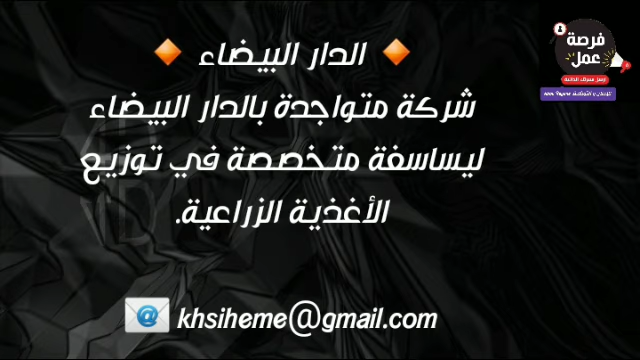 الدار البيضاء
شركة متواجدة بالدار البيضاء
ليساسفة متخصصة في توزيع
الأغذية الزراعية.
khsiheme@gmail.com
فرصة
عمل